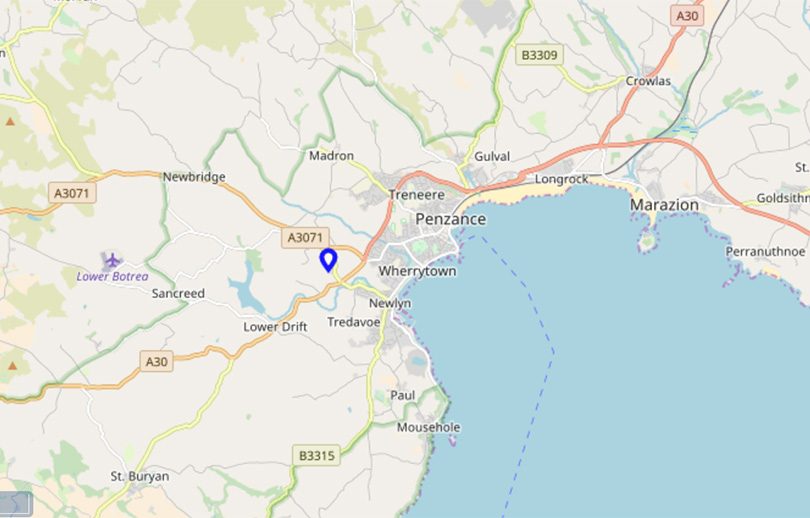 A30
B3309
Crowlas
Madron
Gulval
Newbridge
Longrock
A3071
Treneere
Goldsith
St.
Marazion
Penzance
A3071
Perranuthnoe
Lower Botrea
Wherrytown
Sancreed
Newlyn
Lower Drift
Tredavoe
A30
Paul
Mousehole
B3315
St. Buryan